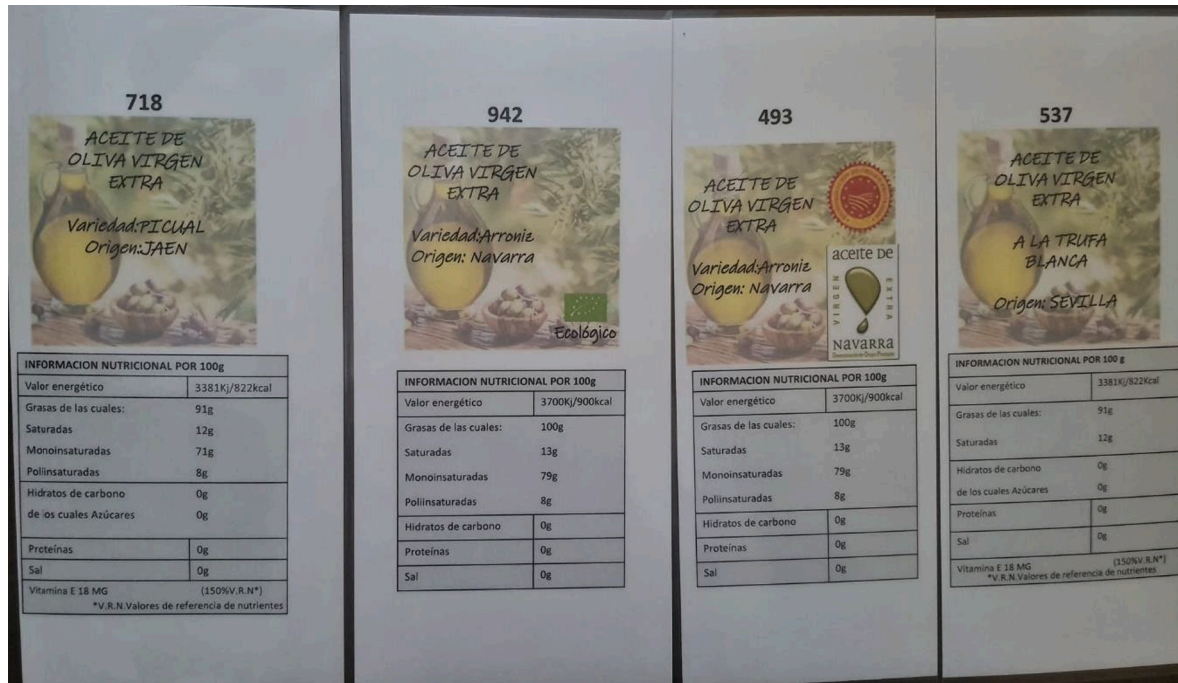 718
ACEITE DE
OLIVA VIRGEN
EXTRA
Variedad:PICUAL
Origen:JAEN
INFORMACION NUTRICIONAL POR 100g
Valor energético 3381Kj/822kcal
Grasas de las cuales: 91g
Saturadas 12g
Monoinsaturadas 71g
Poliinsaturadas 8g
Hidratos de carbono 0g
de los cuales Azúcares 0g
Proteínas 0g
Sal 0g
Vitamina E 18 MG (150%V.R.N*)
*V.R.N.Valores de referencia de nutrientes
942
ACEITE DE
OLIVA VIRGEN
EXTRA
Variedad:Arroniz
Origen: Navarra
Ecológico
INFORMACION NUTRICIONAL POR 100g
Valor energético 3700Kj/900kcal
Grasas de las cuales: 100g
Saturadas 13g
Monoinsaturadas 79g
Poliinsaturadas 8g
Hidratos de carbono 0g
Proteínas 0g
Sal 0g
493
ACEITE DE
OLIVA VIRGEN
EXTRA
Variedad:Arroniz
Origen: Navarra
aceite DE
VIRGEN
EXTRA
NAVARRA
INFORMACION NUTRICIONAL POR 100g
Valor energético 3700Kj/900kcal
Grasas de las cuales: 100g
Saturadas 13g
Monoinsaturadas 79g
Poliinsaturadas 8g
Hidratos de carbono 0g
Proteínas 0g
Sal 0g
537
ACEITE DE
OLIVA VIRGEN
EXTRA
A LA TRUFA
BLANCA
Origen: SEVILLA
INFORMACION NUTRICIONAL POR 100 g
Valor energético 3381Kj/822Kcal
Grasas de las cuales: 91g
Saturadas 12g
Hidratos de carbono 0g
de los cuales Azúcares 0g
Proteínas 0g
Sal 0g
Vitamina E 18 MG (150%V.R.N*)
*V.R.N.Valores de referencia de nutrientes